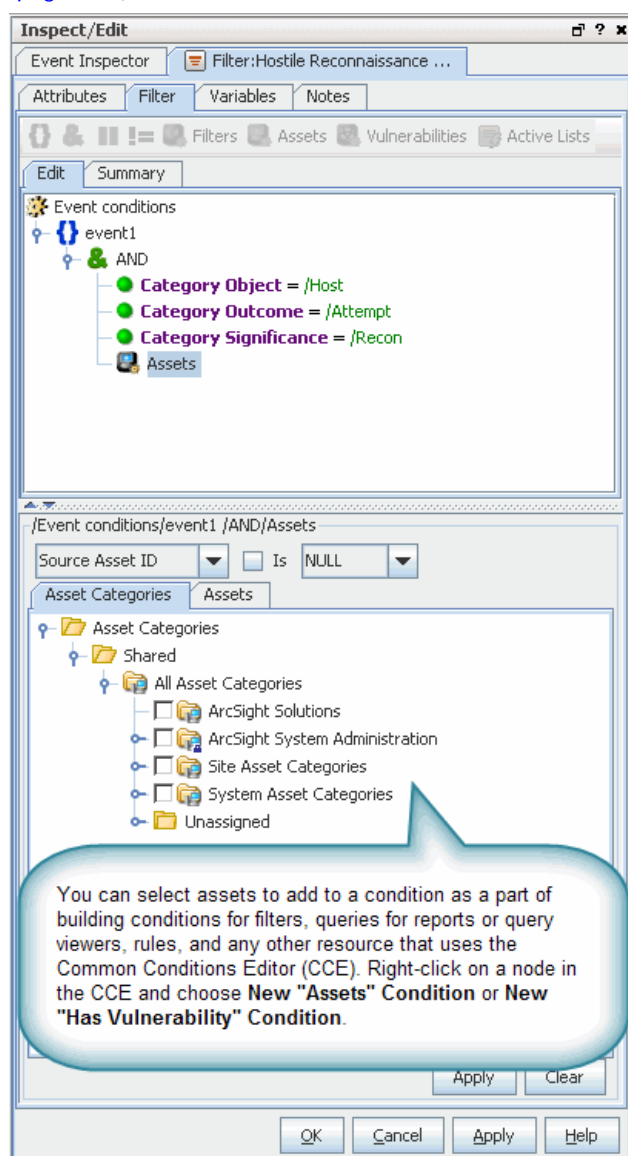 Inspect/Edit ?
Event Inspector Filter:Hostile Reconnaissance ...
Attributes Filter Variables Notes
{} & != Filters Assets Vulnerabilities Active Lists
Edit Summary
Event conditions
{} event1
& AND
Category Object = /Host
Category Outcome = /Attempt
Category Significance = /Recon
Assets
/Event conditions/event1 /AND/Assets
Source Asset ID Is NULL
Asset Categories Assets
Asset Categories
Shared
All Asset Categories
ArcSight Solutions
ArcSight System Administration
Site Asset Categories
System Asset Categories
Unassigned
You can select assets to add to a condition as a part of
building conditions for filters, queries for reports or query
viewers, rules, and any other resource that uses the
Common Conditions Editor (CCE). Right-click on a node in
the CCE and choose New "Assets" Condition or New
"Has Vulnerability" Condition.
Apply Clear
OK Cancel Apply Help